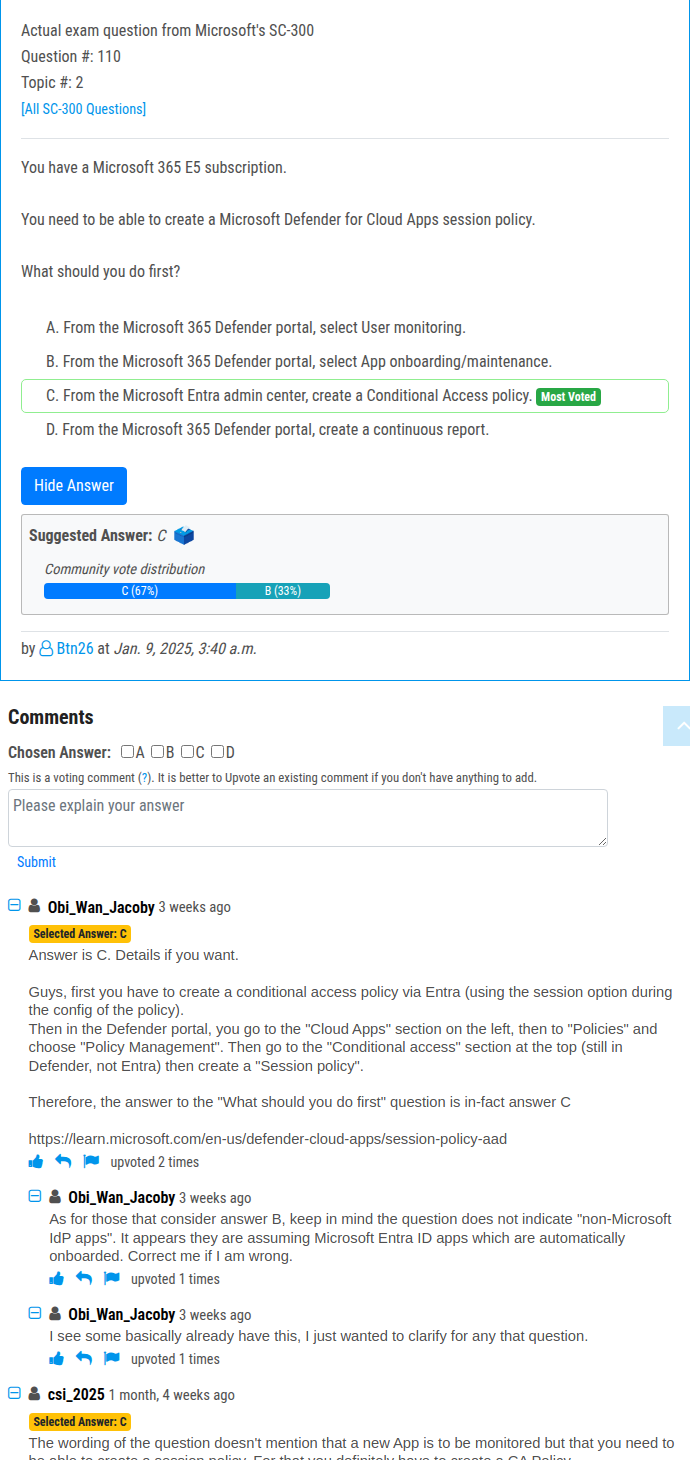 Actual exam question from Microsoft's SC-300
Question #: 110
Topic #: 2
[All SC-300 Questions]
You have a Microsoft 365 E5 subscription.
You need to be able to create a Microsoft Defender for Cloud Apps session policy.
What should you do first?
A. From the Microsoft 365 Defender portal, select User monitoring.
B. From the Microsoft 365 Defender portal, select App onboarding/maintenance.
C. From the Microsoft Entra admin center, create a Conditional Access policy. Most Voted
D. From the Microsoft 365 Defender portal, create a continuous report.
Hide Answer
Suggested Answer: C
Community vote distribution
C (67%) B (33%)
by Btn26 at Jan. 9, 2025, 3:40 a.m.
Comments
Chosen Answer: A B C D
This is a voting comment (?). It is better to Upvote an existing comment if you don't have anything to add.
Please explain your answer
Submit
Obi_Wan_Jacoby 3 weeks ago
Selected Answer: C
Answer is C. Details if you want.
Guys, first you have to create a conditional access policy via Entra (using the session option during
the config of the policy).
Then in the Defender portal, you go to the "Cloud Apps" section on the left, then to "Policies" and
choose "Policy Management". Then go to the "Conditional access" section at the top (still in
Defender, not Entra) then create a "Session policy".
Therefore, the answer to the "What should you do first" question is in-fact answer C
https://learn.microsoft.com/en-us/defender-cloud-apps/session-policy-aad
upvoted 2 times
Obi_Wan_Jacoby 3 weeks ago
As for those that consider answer B, keep in mind the question does not indicate "non-Microsoft
IdP apps". It appears they are assuming Microsoft Entra ID apps which are automatically
onboarded. Correct me if I am wrong.
upvoted 1 times
Obi_Wan_Jacoby 3 weeks ago
I see some basically already have this, I just wanted to clarify for any that question.
upvoted 1 times
csi_2025 1 month, 4 weeks ago
Selected Answer: C
The wording of the question doesn't mention that a new App is to be monitored but that you need to
be able to create a session policy. For that you definitely have to create a CA Policy.